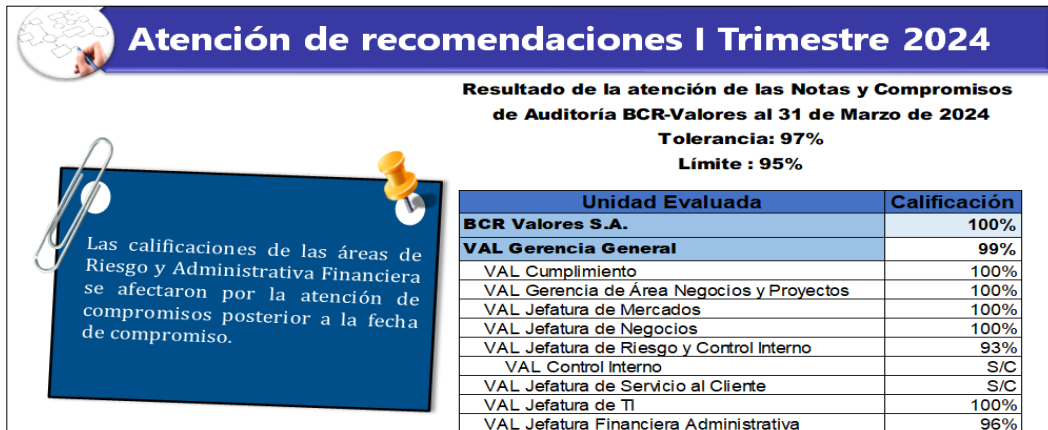 Atención de recomendaciones I Trimestre 2024
Resultado de la atención de las Notas y Compromisos
de Auditoría BCR-Valores al 31 de Marzo de 2024
Tolerancia: 97%
Límite : 95%
Las calificaciones de las áreas de
Riesgo y Administrativa Financiera
se afectaron por la atención de
compromisos posterior a la fecha
de compromiso.
Unidad Evaluada Calificación
BCR Valores S.A. 100%
VAL Gerencia General 99%
VAL Cumplimiento 100%
VAL Gerencia de Área Negocios y Proyectos 100%
VAL Jefatura de Mercados 100%
VAL Jefatura de Negocios 100%
VAL Jefatura de Riesgo y Control Interno 93%
VAL Control Interno S/C
VAL Jefatura de Servicio al Cliente S/C
VAL Jefatura de TI 100%
VAL Jefatura Financiera Administrativa 96%